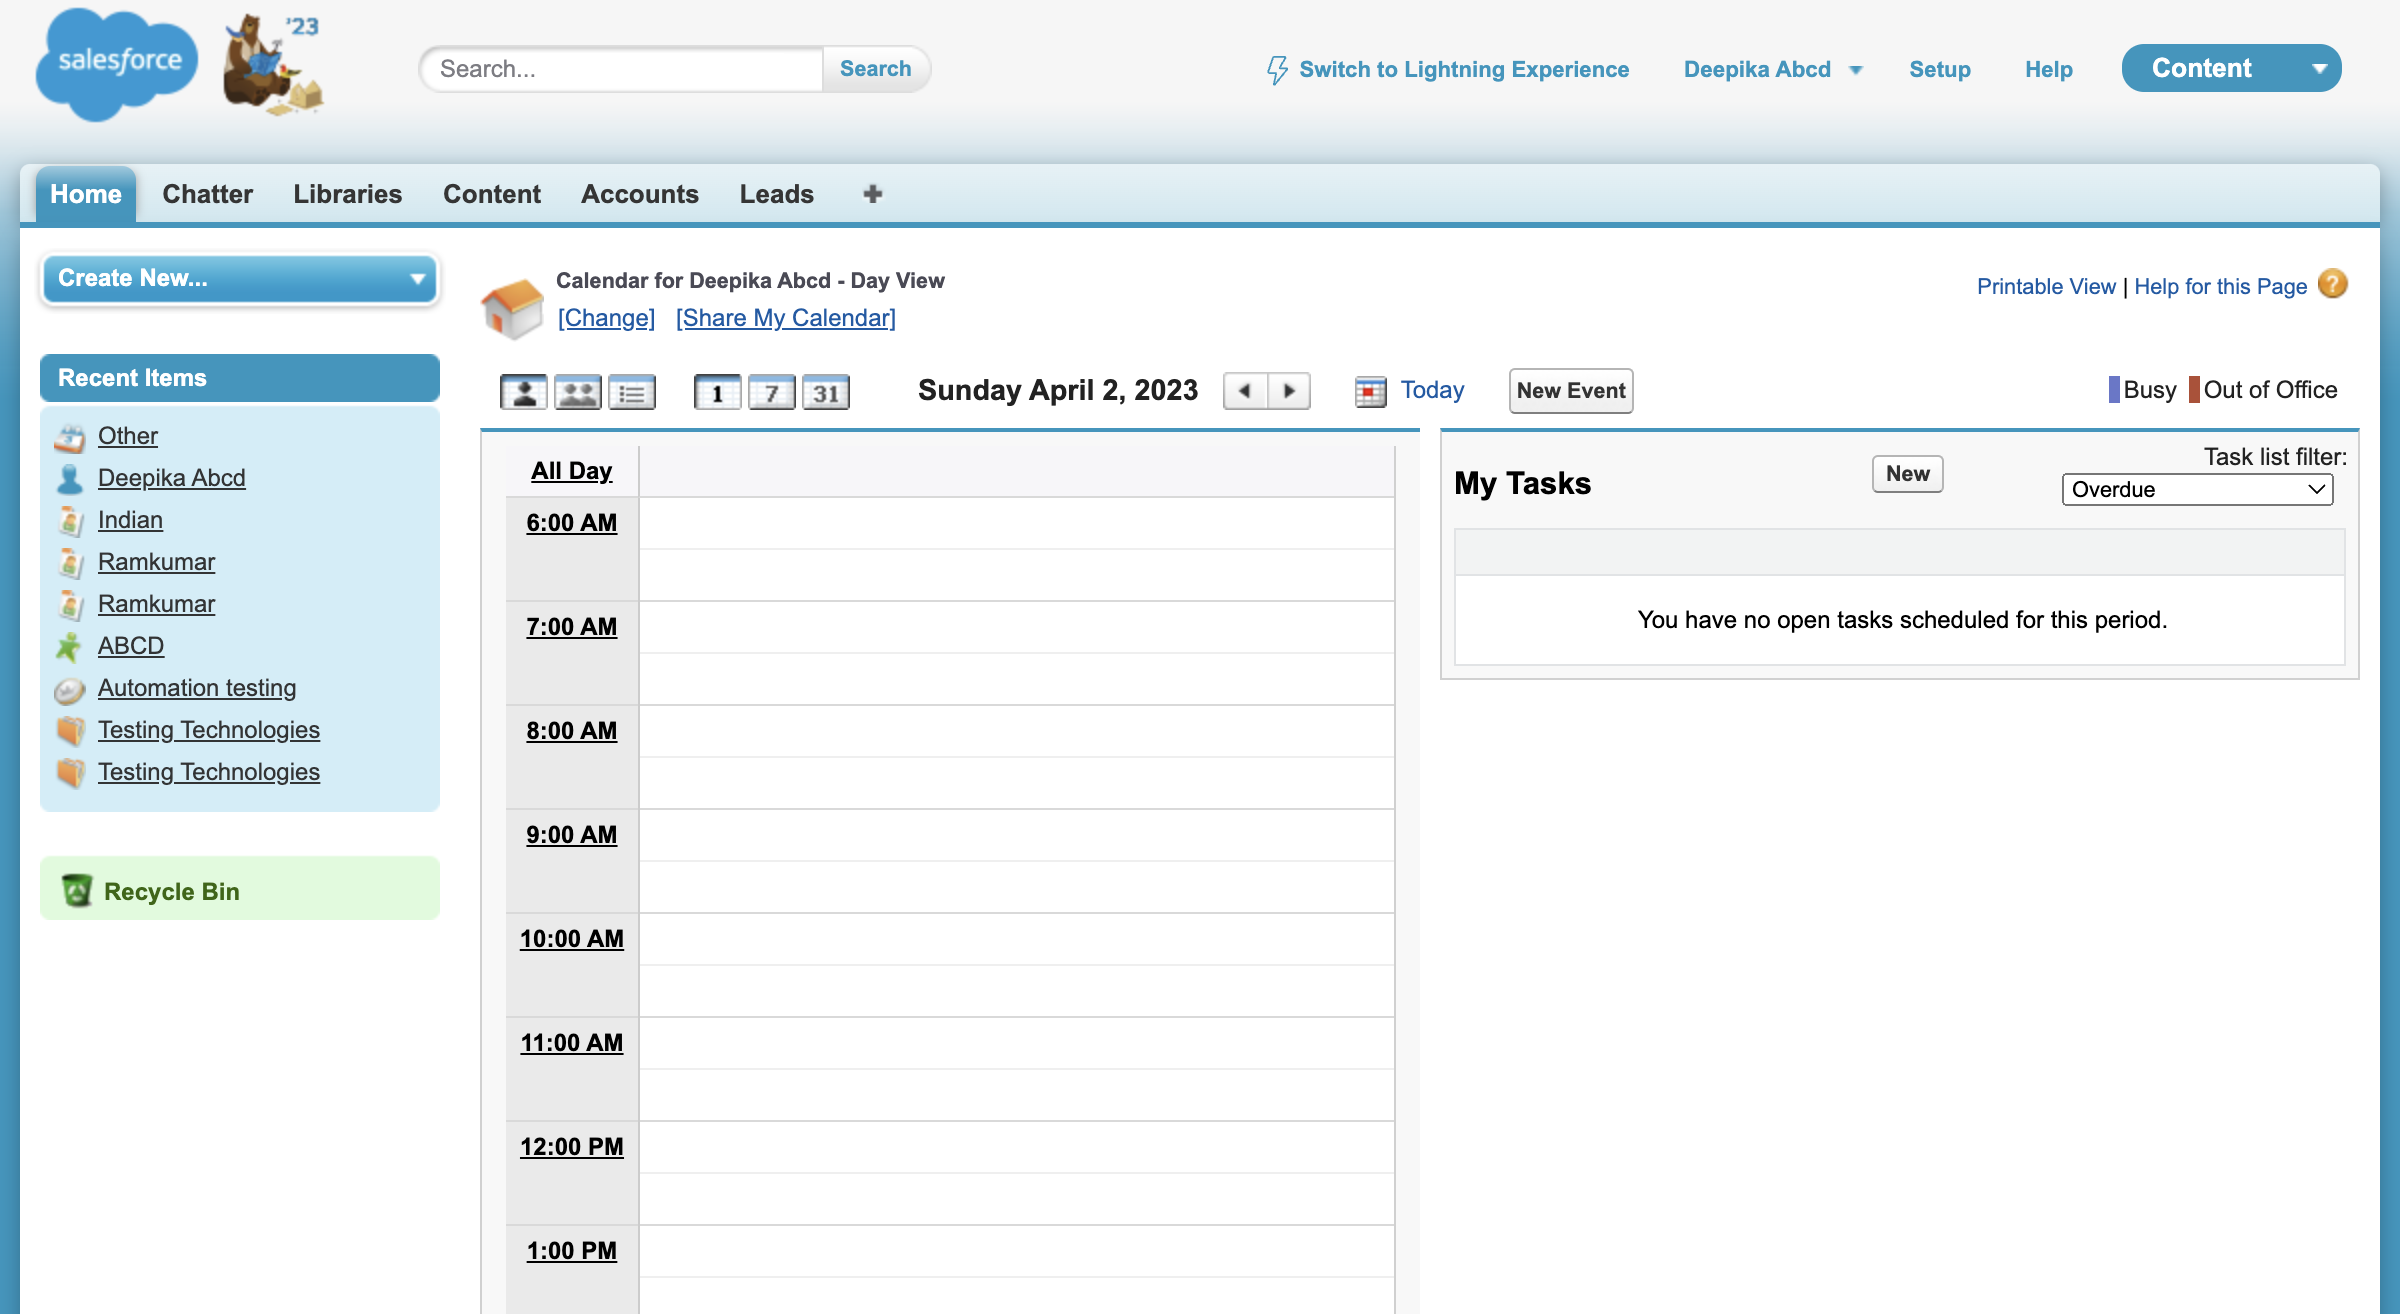 salesforce
'23
Search...
Search
Switch to Lightning Experience
Deepika Abcd
Setup
Help
Content
Home
Chatter
Libraries
Content
Accounts
Leads
Create New...
Calendar for Deepika Abcd - Day View
[Change] [Share My Calendar]
Printable View | Help for this Page ?
Recent Items
Other
Deepika Abcd
Indian
Ramkumar
Ramkumar
ABCD
Automation testing
Testing Technologies
Testing Technologies
Recycle Bin
1
7
31
Sunday April 2, 2023
Today
New Event
Busy
Out of Office
All Day
6:00 AM
7:00 AM
8:00 AM
9:00 AM
10:00 AM
11:00 AM
12:00 PM
1:00 PM
My Tasks
New
Task list filter:
Overdue
You have no open tasks scheduled for this period.